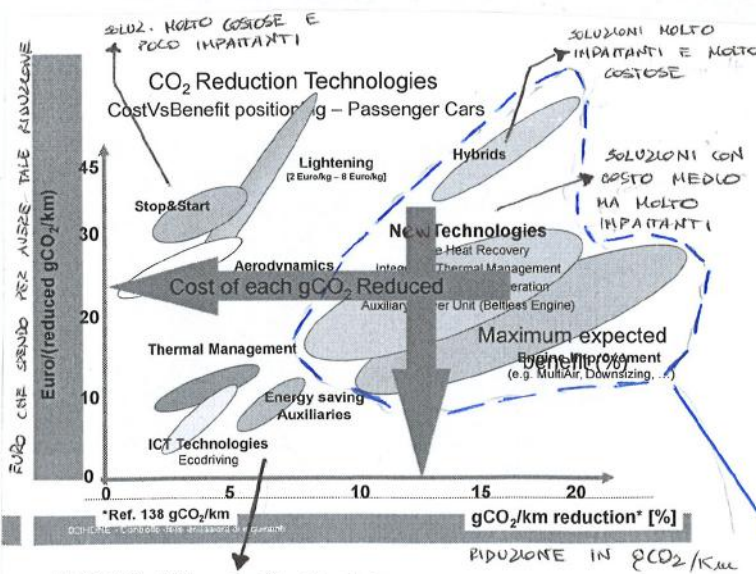 SOLUZ. MOLTO COSTOSE E
POCO IMPATTANTI
SOLUZIONI MOLTO
IMPATTANTI E MOLTO
COSTOSE
CO2 Reduction Technologies
CostVsBenefit positioning – Passenger Cars
EURO CHE SPENDO PER AVERE TALE RIDUZIONE
Euro/(reduced gCO2/km)
45
30
20
10
0
Lightening
[2 Euro/kg – 8 Euro/kg]
Hybrids
SOLUZIONI CON
COSTO MEDIO
MA MOLTO
IMPATTANTI
Stop&Start
New Technologies
Heat Recovery
Thermal Management
Aerodynamics
Cost of each gCO2 Reduced
Auxiliary Unit (Beltless Engine)
Maximum expected
benefit (%)
Thermal Management
Engine Improvement
(e.g. MultiAir, Downsizing, ...)
Energy saving
Auxiliaries
ICT Technologies
Ecodriving
0
5
10
15
20
*Ref. 138 gCO2/km
gCO2/km reduction* [%]
RIDUZIONE IN gCO2/Km